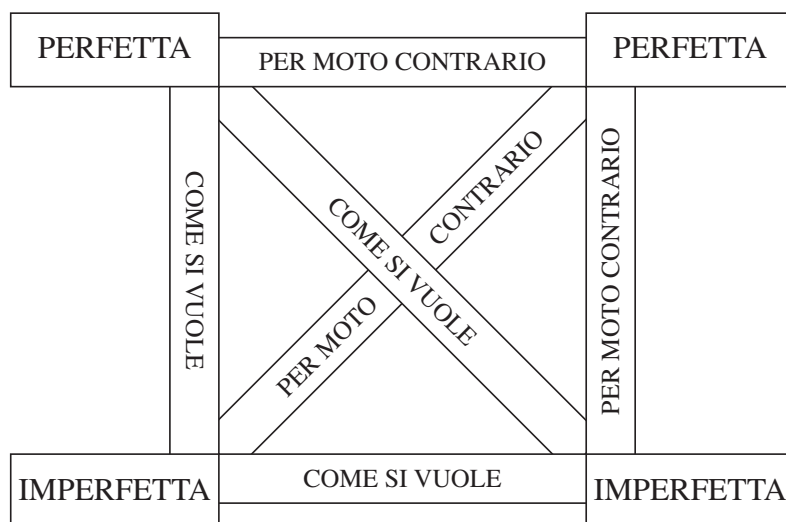 PERFETTA
PER MOTO CONTRARIO
PERFETTA
COME SI VUOLE
COME SI VUOLE
PER MOTO CONTRARIO
PER MOTO CONTRARIO
IMPERFETTA
COME SI VUOLE
IMPERFETTA